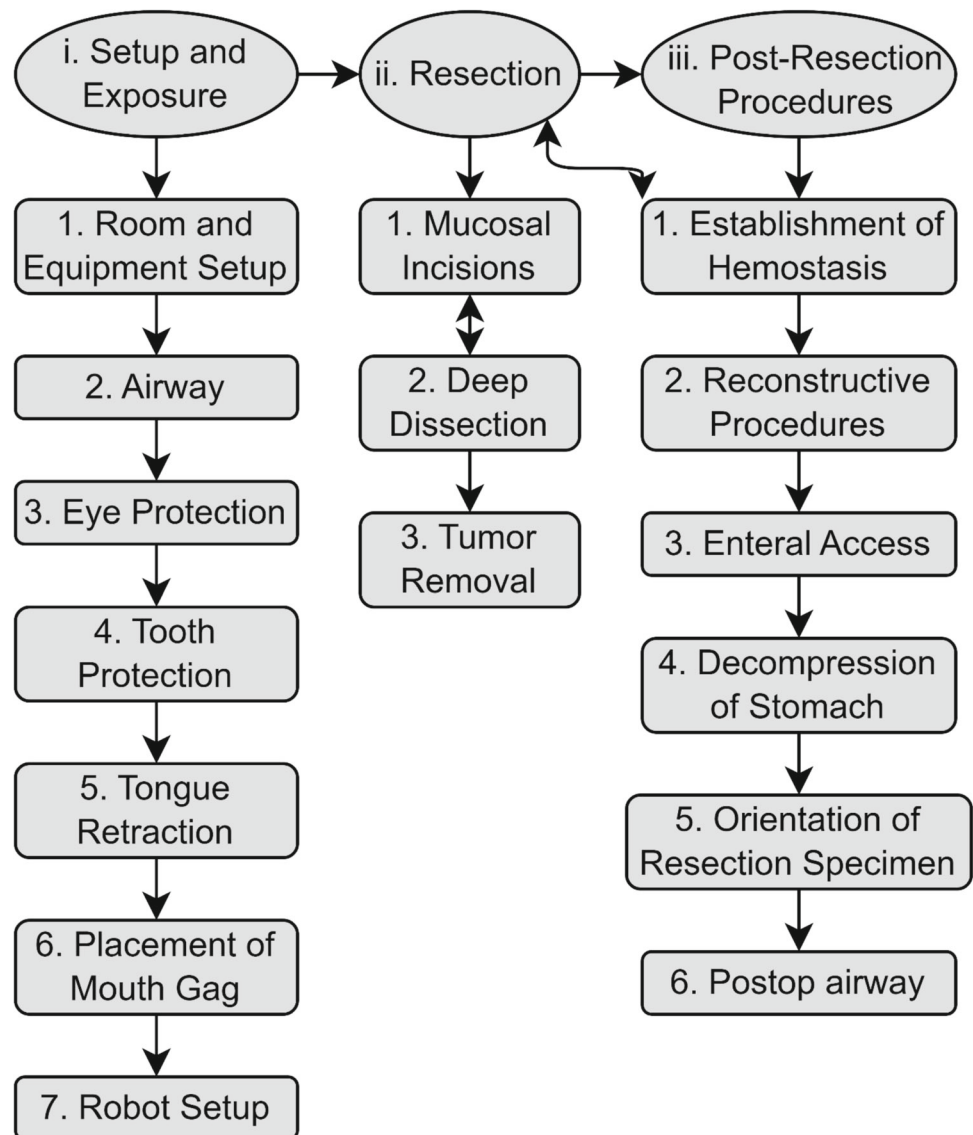 i. Setup and
Exposure
ii. Resection
iii. Post-Resection
Procedures
1. Room and
Equipment Setup
2. Airway
3. Eye Protection
4. Tooth
Protection
5. Tongue
Retraction
6. Placement of
Mouth Gag
7. Robot Setup
1. Mucosal
Incisions
2. Deep
Dissection
3. Tumor
Removal
1. Establishment of
Hemostasis
2. Reconstructive
Procedures
3. Enteral Access
4. Decompression
of Stomach
5. Orientation of
Resection Specimen
6. Postop airway